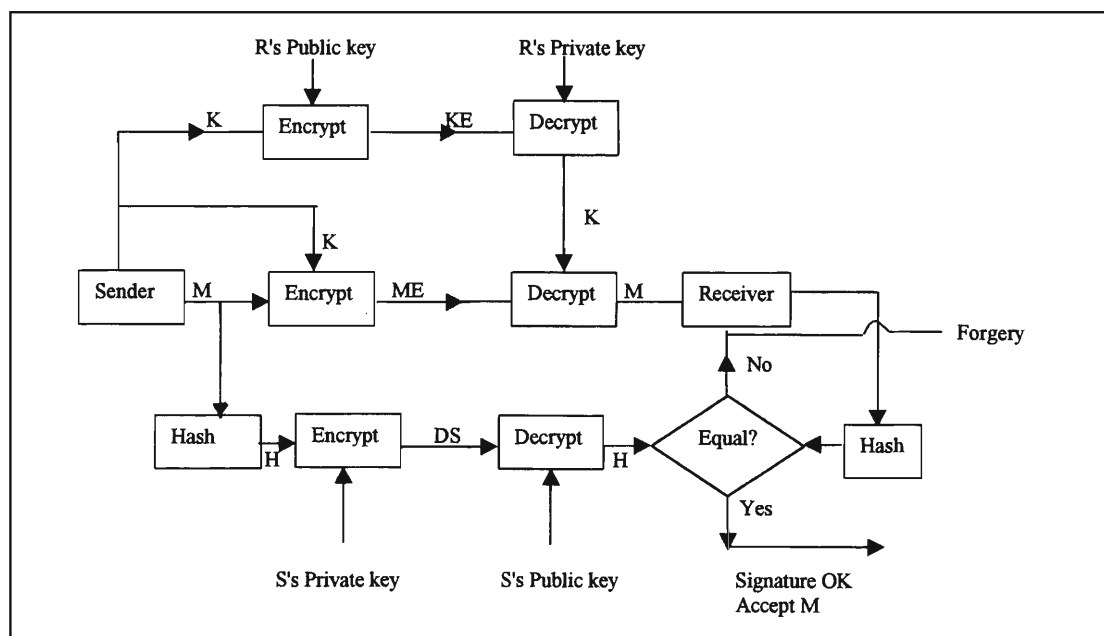 R's Public key
R's Private key
K
Encrypt
KE
Decrypt
K
K
Sender
M
Encrypt
ME
Decrypt
M
Receiver
Forgery
No
Hash
H
Encrypt
DS
Decrypt
H
Equal?
Hash
Yes
S's Private key
S's Public key
Signature OK
Accept M